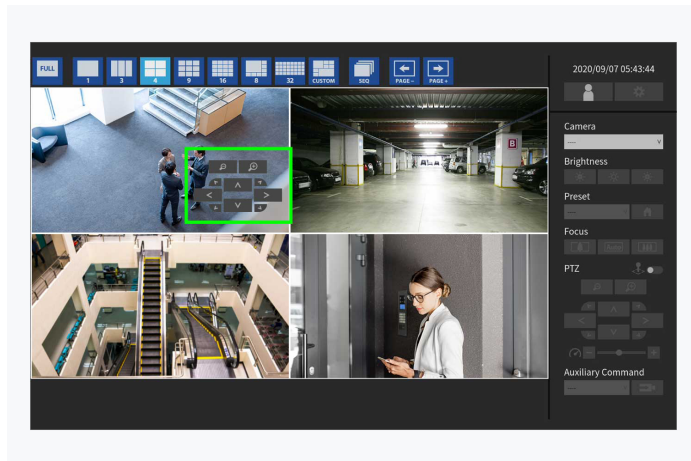 FULL
1
3
4
9
16
8
32
CUSTOM
SEQ
PAGE−
PAGE+
2020/09/07 05:43:44
B
Camera
---
Brightness
Preset
---
Focus
Auto
PTZ
Auxiliary Command
---